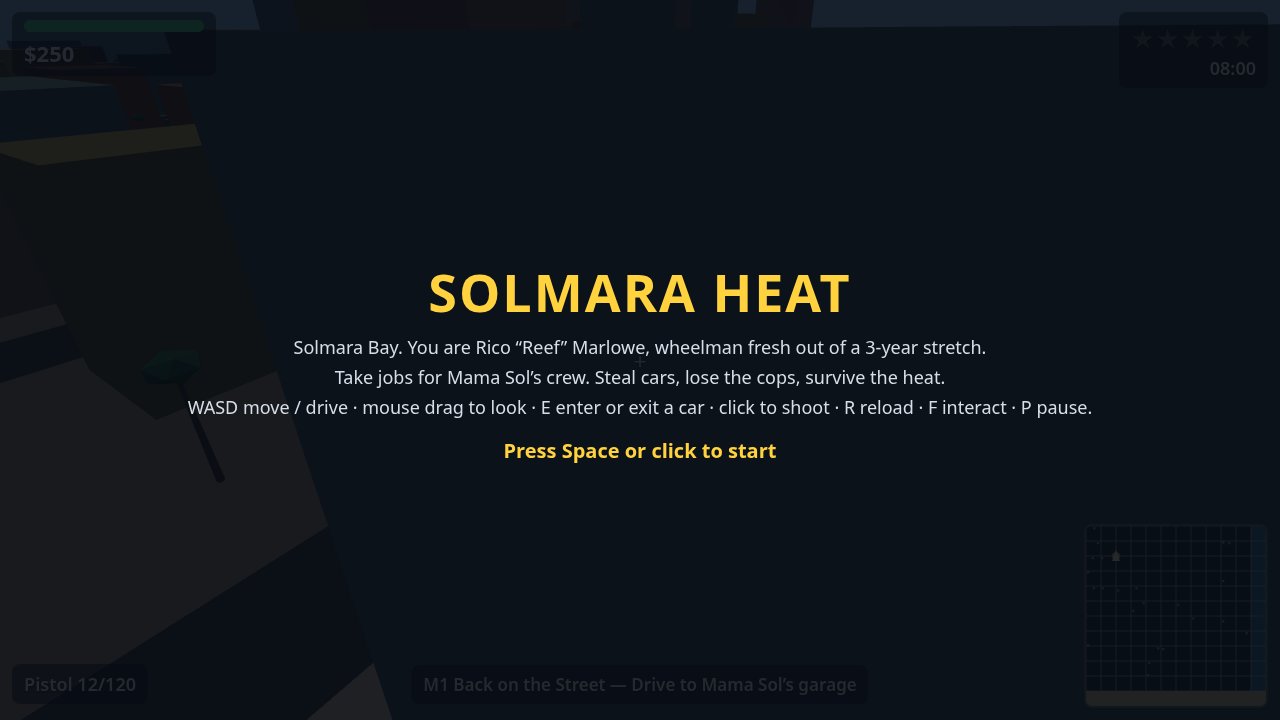 $250
★★★★★
08:00
SOLMARA HEAT
Solmara Bay. You are Rico “Reef” Marlowe, wheelman fresh out of a 3-year stretch.
Take jobs for Mama Sol’s crew. Steal cars, lose the cops, survive the heat.
WASD move / drive · mouse drag to look · E enter or exit a car · click to shoot · R reload · F interact · P pause.
Press Space or click to start
Pistol 12/120
M1 Back on the Street — Drive to Mama Sol’s garage